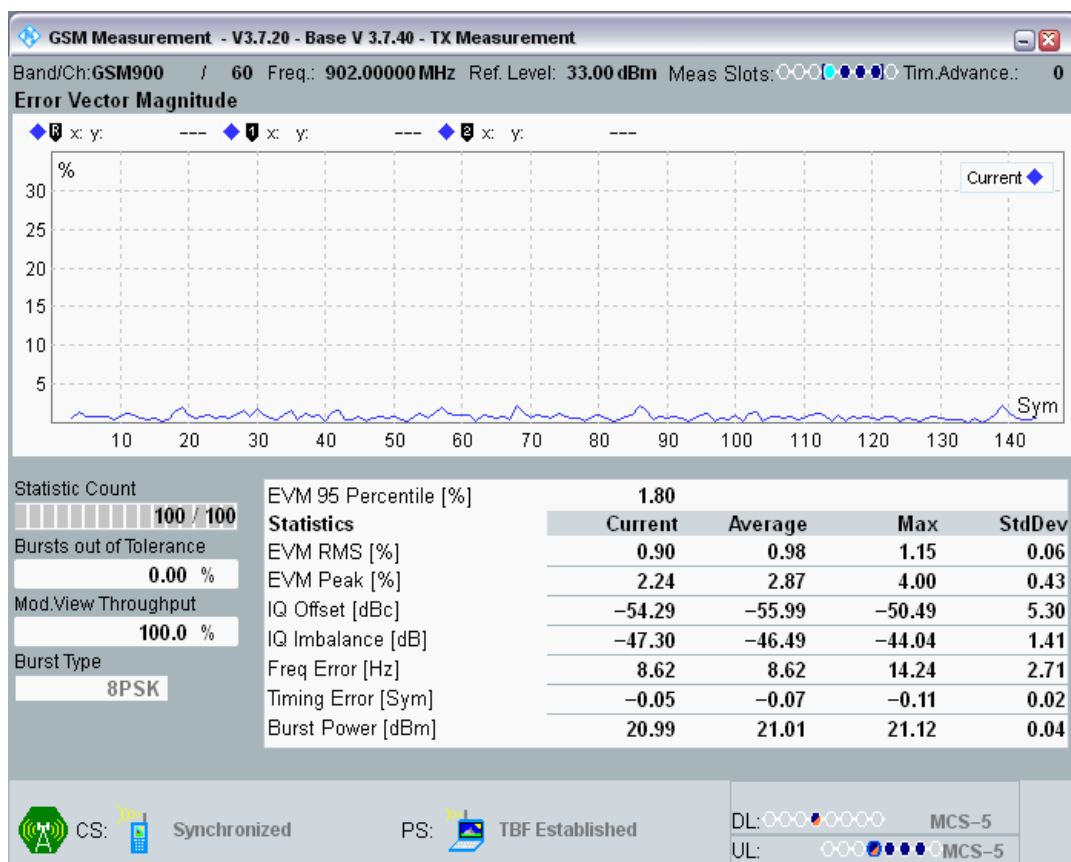 GSM Measurement - V3.7.20 - Base V 3.7.40 - TX Measurement
Band/Ch:GSM900 / 60 Freq.: 902.00000 MHz Ref. Level: 33.00 dBm Meas Slots: Tim.Advance.: 0
Error Vector Magnitude
R x: y: --- 1 x: y: --- 2 x: y: ---
%
Current
30
25
20
15
10
5
Sym
10 20 30 40 50 60 70 80 90 100 110 120 130 140
Statistic Count
100 / 100
Bursts out of Tolerance
0.00 %
Mod.View Throughput
100.0 %
Burst Type
8PSK
EVM 95 Percentile [%] 1.80
Statistics Current Average Max StdDev
EVM RMS [%] 0.90 0.98 1.15 0.06
EVM Peak [%] 2.24 2.87 4.00 0.43
IQ Offset [dBc] −54.29 −55.99 −50.49 5.30
IQ Imbalance [dB] −47.30 −46.49 −44.04 1.41
Freq Error [Hz] 8.62 8.62 14.24 2.71
Timing Error [Sym] −0.05 −0.07 −0.11 0.02
Burst Power [dBm] 20.99 21.01 21.12 0.04
CS: Synchronized PS: TBF Established
DL: MCS−5
UL: MCS−5